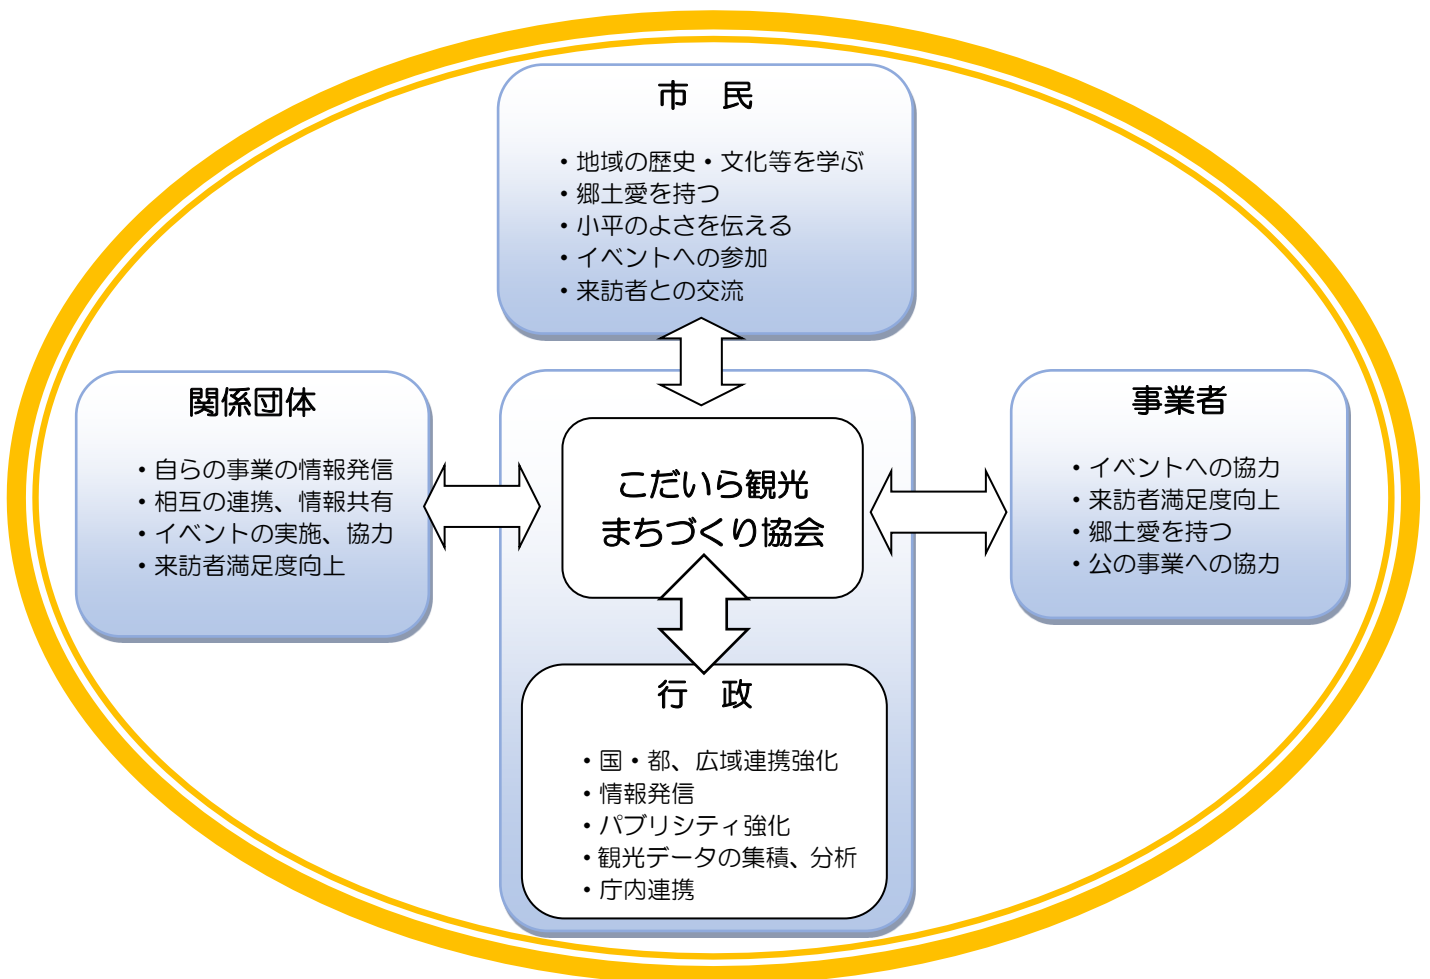 市　民
・地域の歴史・文化等を学ぶ
・郷土愛を持つ
・小平のよさを伝える
・イベントへの参加
・来訪者との交流
関係団体
・自らの事業の情報発信
・相互の連携、情報共有
・イベントの実施、協力
・来訪者満足度向上
こだいら観光
まちづくり協会
事業者
・イベントへの協力
・来訪者満足度向上
・郷土愛を持つ
・公の事業への協力
行　政
・国・都、広域連携強化
・情報発信
・パブリシティ強化
・観光データの集積、分析
・庁内連携